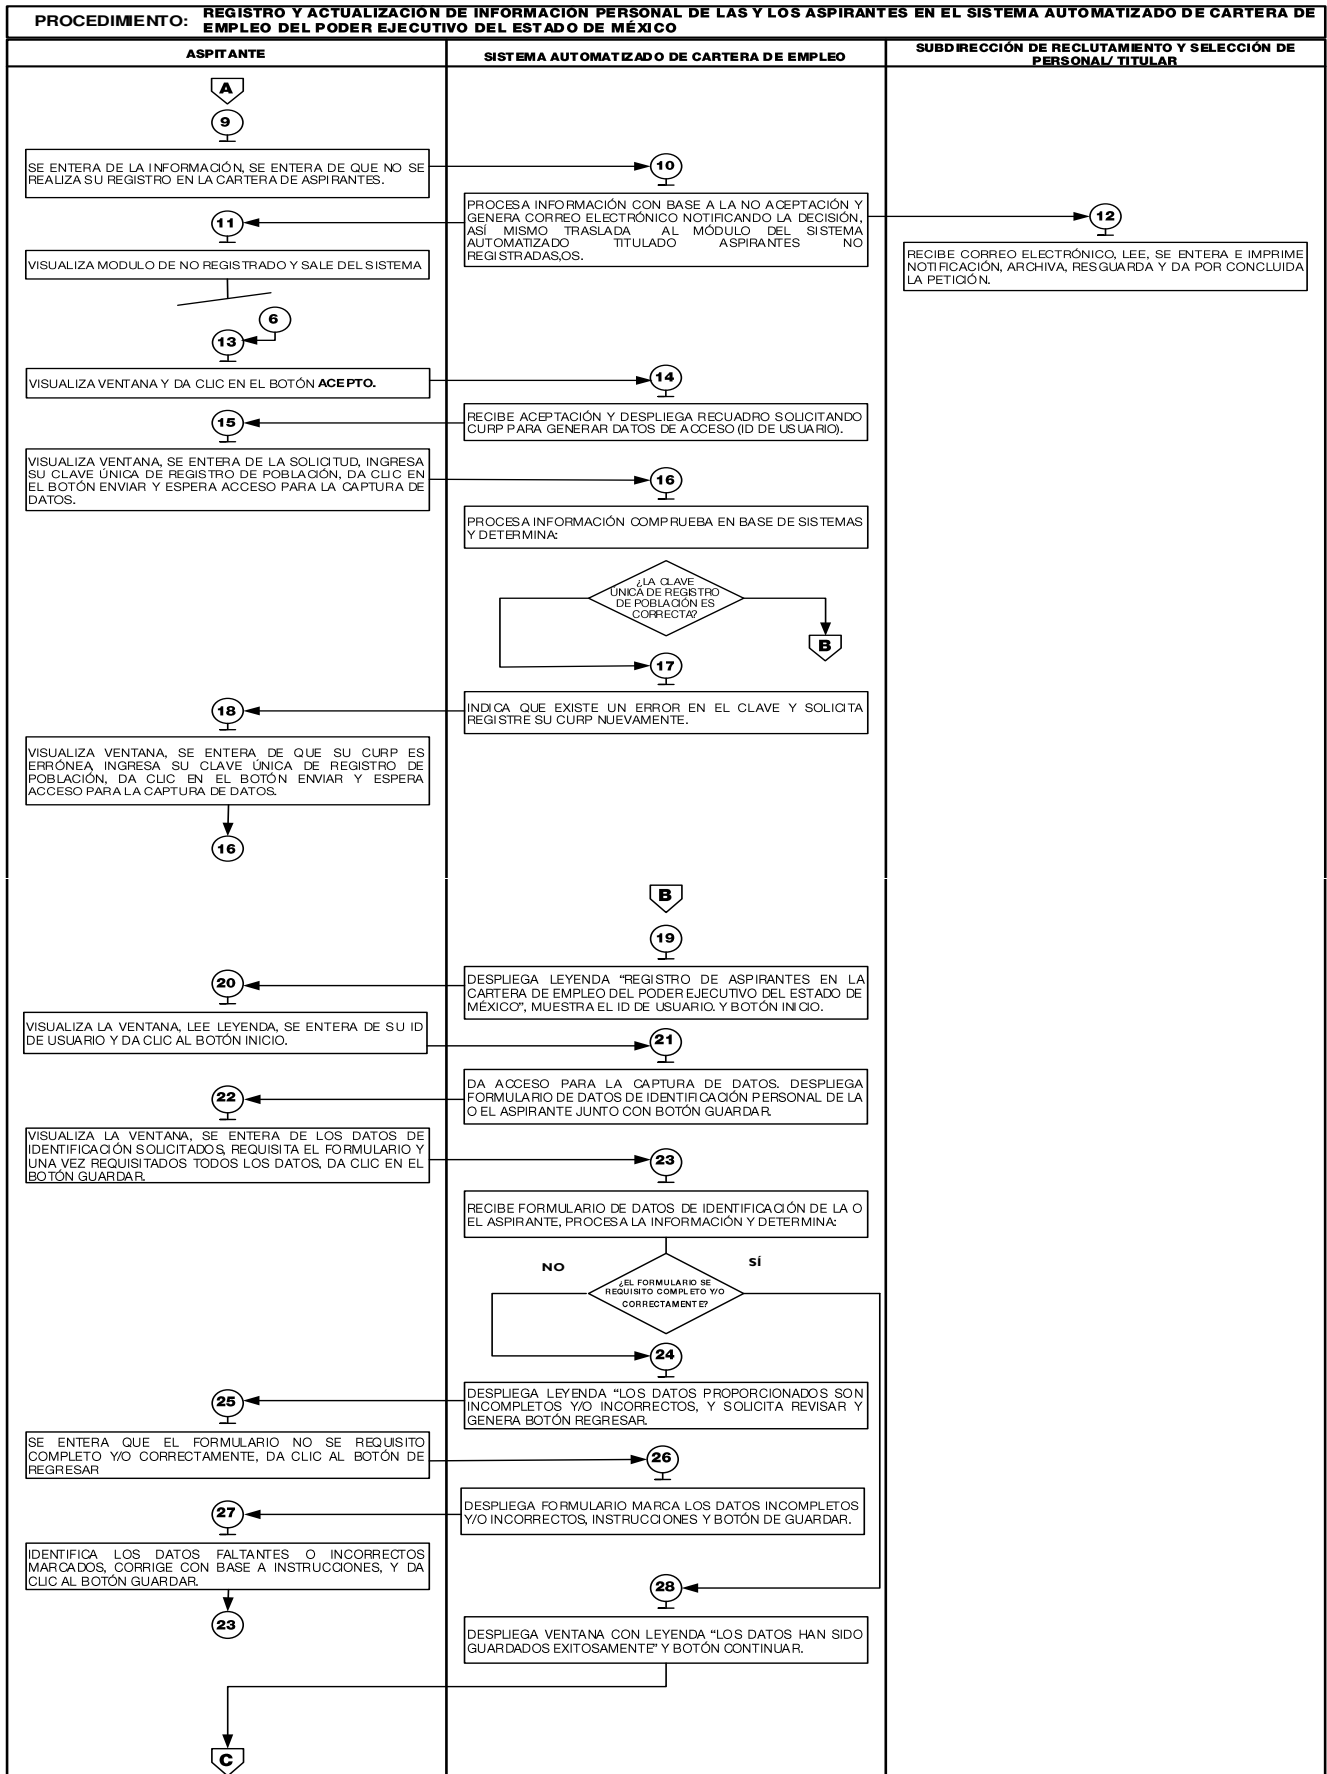 PROCEDIMIENTO: REGISTRO Y ACTUALIZACIÓN DE INFORMACIÓN PERSONAL DE LAS Y LOS ASPIRANTES EN EL SISTEMA AUTOMATIZADO DE CARTERA DE
EMPLEO DEL PODER EJECUTIVO DEL ESTADO DE MÉXICO
ASPITANTE
SISTEMA AUTOMATIZADO DE CARTERA DE EMPLEO
SUBDIRECCIÓN DE RECLUTAMIENTO Y SELECCIÓN DE
PERSONAL/ TITULAR
A
9
SE ENTERA DE LA INFORMACIÓN, SE ENTERA DE QUE NO SE
REALIZA SU REGISTRO EN LA CARTERA DE ASPIRANTES.
10
PROCESA INFORMACIÓN CON BASE A LA NO ACEPTACIÓN Y
GENERA CORREO ELECTRÓNICO NOTIFICANDO LA DECISIÓN,
ASÍ MISMO TRASLADA AL MÓDULO DEL SISTEMA
AUTOMATIZADO TITULADO ASPIRANTES NO
REGISTRADAS,OS.
11
VISUALIZA MODULO DE NO REGISTRADO Y SALE DEL SISTEMA
12
RECIBE CORREO ELECTRÓNICO, LEE, SE ENTERA E IMPRIME
NOTIFICACIÓN, ARCHIVA, RESGUARDA Y DA POR CONCLUIDA
LA PETICIÓN.
6
13
VISUALIZA VENTANA Y DA CLIC EN EL BOTÓN ACEPTO.
14
RECIBE ACEPTACIÓN Y DESPLIEGA RECUADRO SOLICITANDO
CURP PARA GENERAR DATOS DE ACCESO (ID DE USUARIO).
15
VISUALIZA VENTANA, SE ENTERA DE LA SOLICITUD, INGRESA
SU CLAVE ÚNICA DE REGISTRO DE POBLACIÓN, DA CLIC EN
EL BOTÓN ENVIAR Y ESPERA ACCESO PARA LA CAPTURA DE
DATOS.
16
PROCESA INFORMACIÓN COMPRUEBA EN BASE DE SISTEMAS
Y DETERMINA:
¿LA CLAVE
ÚNICA DE REGISTRO
DE POBLACIÓN ES
CORRECTA?
B
17
INDICA QUE EXISTE UN ERROR EN EL CLAVE Y SOLICITA
REGISTRE SU CURP NUEVAMENTE.
18
VISUALIZA VENTANA, SE ENTERA DE QUE SU CURP ES
ERRÓNEA, INGRESA SU CLAVE ÚNICA DE REGISTRO DE
POBLACIÓN, DA CLIC EN EL BOTÓN ENVIAR Y ESPERA
ACCESO PARA LA CAPTURA DE DATOS.
16
B
19
DESPLIEGA LEYENDA “REGISTRO DE ASPIRANTES EN LA
CARTERA DE EMPLEO DEL PODER EJECUTIVO DEL ESTADO DE
MÉXICO”, MUESTRA EL ID DE USUARIO. Y BOTÓN INICIO.
20
VISUALIZA LA VENTANA, LEE LEYENDA, SE ENTERA DE SU ID
DE USUARIO Y DA CLIC AL BOTÓN INICIO.
21
DA ACCESO PARA LA CAPTURA DE DATOS. DESPLIEGA
FORMULARIO DE DATOS DE IDENTIFICACIÓN PERSONAL DE LA
O EL ASPIRANTE JUNTO CON BOTÓN GUARDAR.
22
VISUALIZA LA VENTANA, SE ENTERA DE LOS DATOS DE
IDENTIFICACIÓN SOLICITADOS, REQUISITA EL FORMULARIO Y
UNA VEZ REQUISITADOS TODOS LOS DATOS, DA CLIC EN EL
BOTÓN GUARDAR.
23
RECIBE FORMULARIO DE DATOS DE IDENTIFICACIÓN DE LA O
EL ASPIRANTE, PROCESA LA INFORMACIÓN Y DETERMINA:
NO
SÍ
¿EL FORMULARIO SE
REQUISITO COMPLETO Y/O
CORRECTAMENTE?
24
DESPLIEGA LEYENDA “LOS DATOS PROPORCIONADOS SON
INCOMPLETOS Y/O INCORRECTOS, Y SOLICITA REVISAR Y
GENERA BOTÓN REGRESAR.
25
SE ENTERA QUE EL FORMULARIO NO SE REQUISITO
COMPLETO Y/O CORRECTAMENTE, DA CLIC AL BOTÓN DE
REGRESAR
26
DESPLIEGA FORMULARIO MARCA LOS DATOS INCOMPLETOS
Y/O INCORRECTOS, INSTRUCCIONES Y BOTÓN DE GUARDAR.
27
IDENTIFICA LOS DATOS FALTANTES O INCORRECTOS
MARCADOS, CORRIGE CON BASE A INSTRUCCIONES, Y DA
CLIC AL BOTÓN GUARDAR.
23
28
DESPLIEGA VENTANA CON LEYENDA “LOS DATOS HAN SIDO
GUARDADOS EXITOSAMENTE” Y BOTÓN CONTINUAR.
C